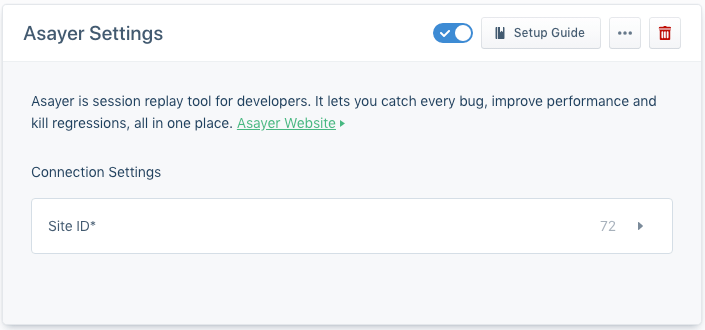 Asayer Settings
Setup Guide
Asayer is session replay tool for developers. It lets you catch every bug, improve performance and
kill regressions, all in one place. Asayer Website
Connection Settings
Site ID* 72